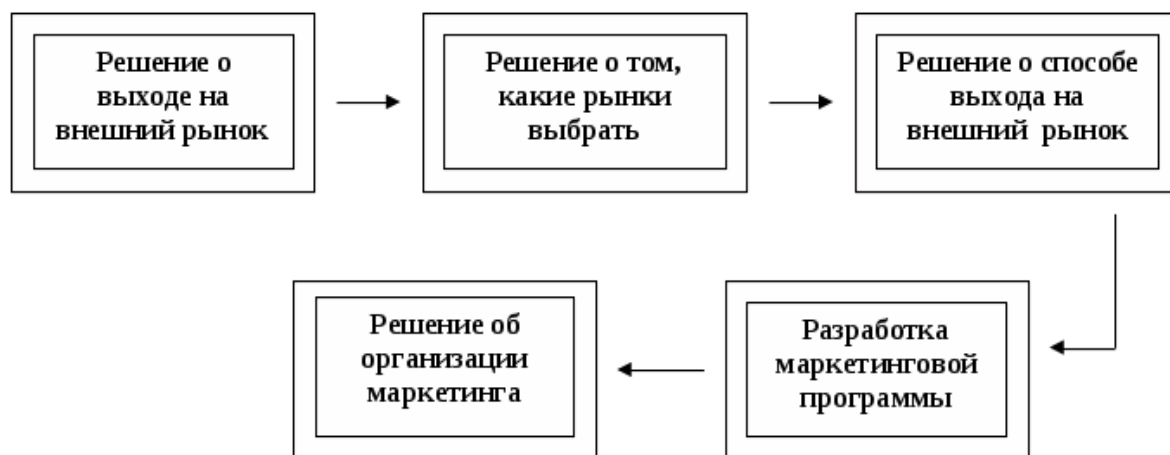 Решение о
выходе на
внешний рынок
Решение о том,
какие рынки
выбрать
Решение о способе
выхода на
внешний рынок
Разработка
маркетинговой
программы
Решение об
организации
маркетинга